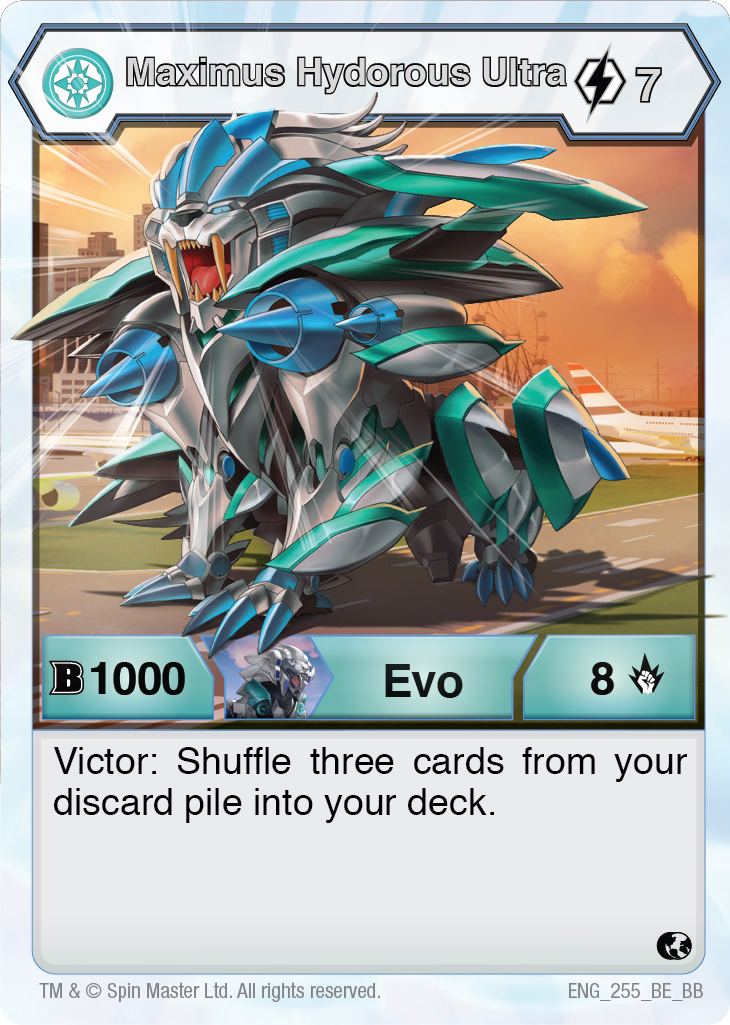 Maximus Hydorous Ultra 7
B 1000 Evo 8
Victor: Shuffle three cards from your
discard pile into your deck.
TM & © Spin Master Ltd. All rights reserved. ENG_255_BE_BB